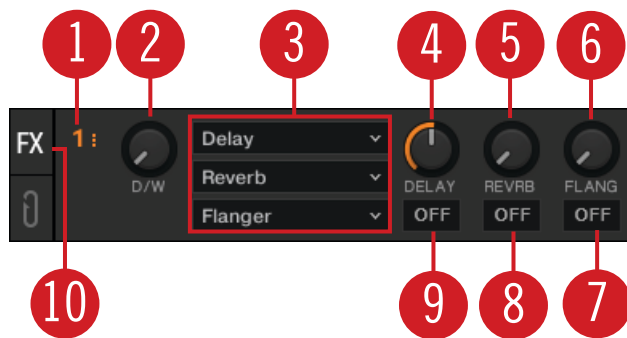 1 2 3 4 5 6
FX 1 D/W Delay DELAY REVRB FLANG
Reverb
Flanger OFF OFF OFF
10 9 8 7